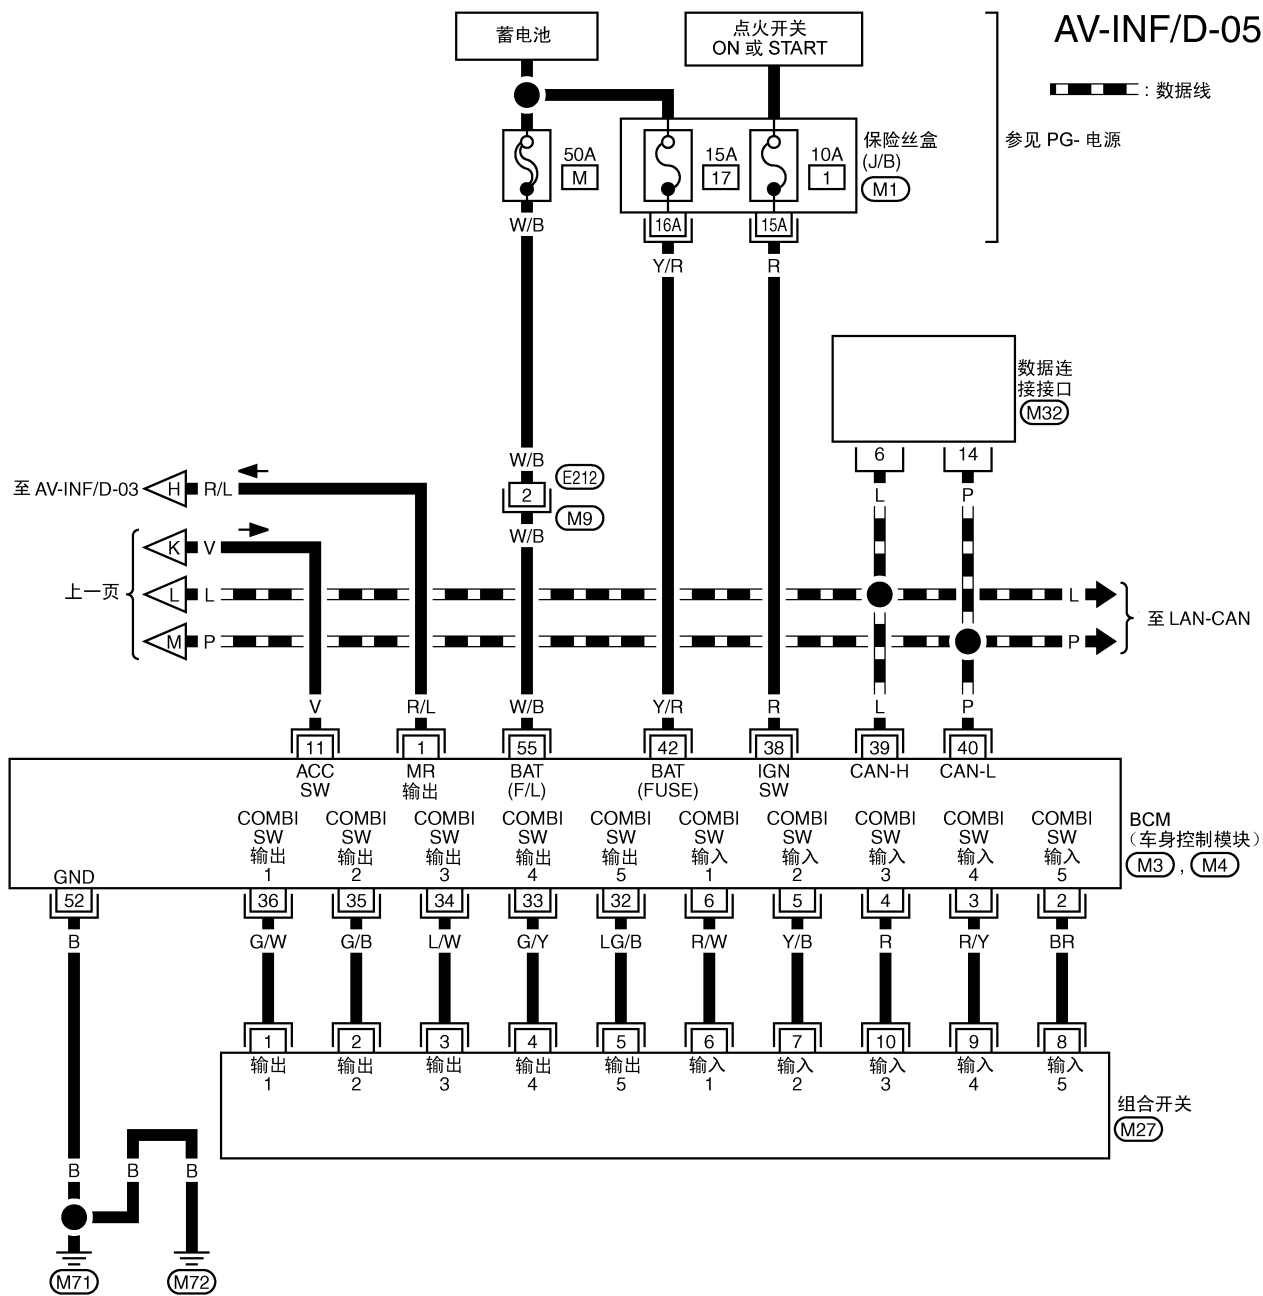 AV-INF/D-05
蓄电池
点火开关
ON 或 START
: 数据线
参见 PG- 电源
50A
M
15A
17
10A
1
保险丝盒
(J/B)
M1
16A
15A
W/B
Y/R
R
数据连
接接口
M32
6
14
L
P
W/B
2
E212
M9
W/B
至 AV-INF/D-03
H
R/L
K
V
上一页
L
L
L
M
P
P
至 LAN-CAN
V
R/L
W/B
Y/R
R
L
P
11
1
55
42
38
39
40
ACC
SW
MR
输出
BAT
(F/L)
BAT
(FUSE)
IGN
SW
CAN-H
CAN-L
COMBI
SW
输出
1
COMBI
SW
输出
2
COMBI
SW
输出
3
COMBI
SW
输出
4
COMBI
SW
输出
5
COMBI
SW
输入
1
COMBI
SW
输入
2
COMBI
SW
输入
3
COMBI
SW
输入
4
COMBI
SW
输入
5
BCM
（车身控制模块）
M3 , M4
GND
52
36
35
34
33
32
6
5
4
3
2
B
G/W
G/B
L/W
G/Y
LG/B
R/W
Y/B
R
R/Y
BR
1
2
3
4
5
6
7
10
9
8
输出
1
输出
2
输出
3
输出
4
输出
5
输入
1
输入
2
输入
3
输入
4
输入
5
组合开关
M27
B
B
B
M71
M72